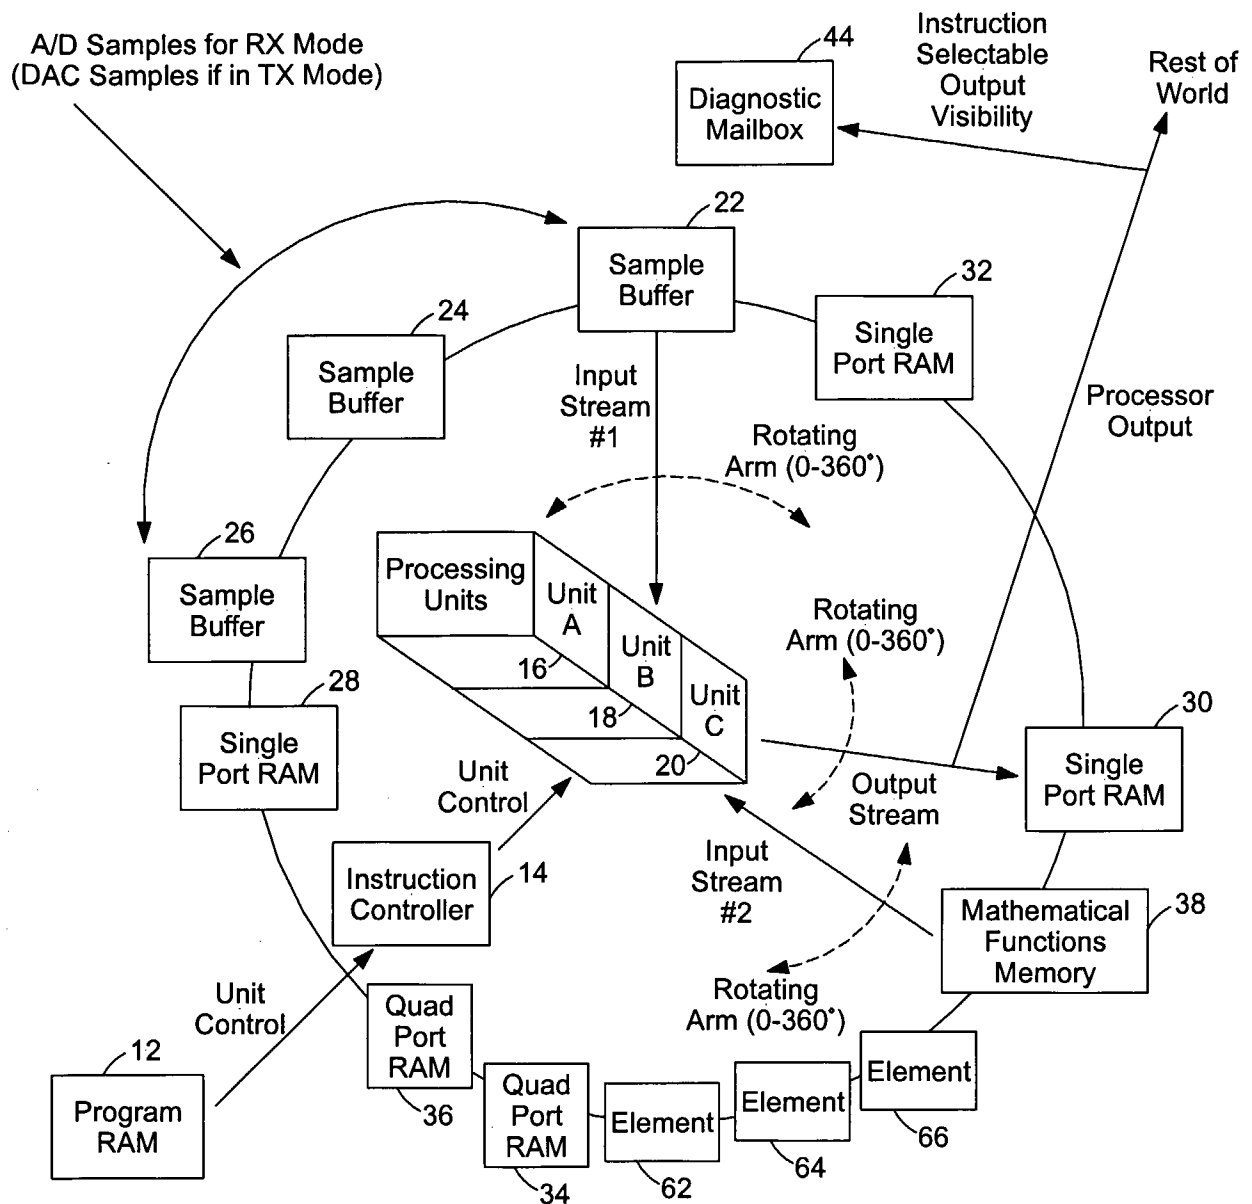 A/D Samples for RX Mode
(DAC Samples if in TX Mode)
44
Diagnostic
Mailbox
Instruction
Selectable
Output
Visibility
Rest of
World
22
Sample
Buffer
24
Sample
Buffer
32
Single
Port RAM
Input
Stream
#1
Processor
Output
Rotating
Arm (0-360°)
26
Sample
Buffer
Processing
Units
Unit
A
Unit
B
Unit
C
16
18
20
Rotating
Arm (0-360°)
28
Single
Port RAM
30
Single
Port RAM
Unit
Control
Output
Stream
Instruction
Controller
14
Input
Stream
#2
Mathematical
Functions
Memory
38
Unit
Control
Rotating
Arm (0-360°)
12
Program
RAM
Quad
Port
RAM
36
Quad
Port
RAM
34
Element
62
Element
64
Element
66